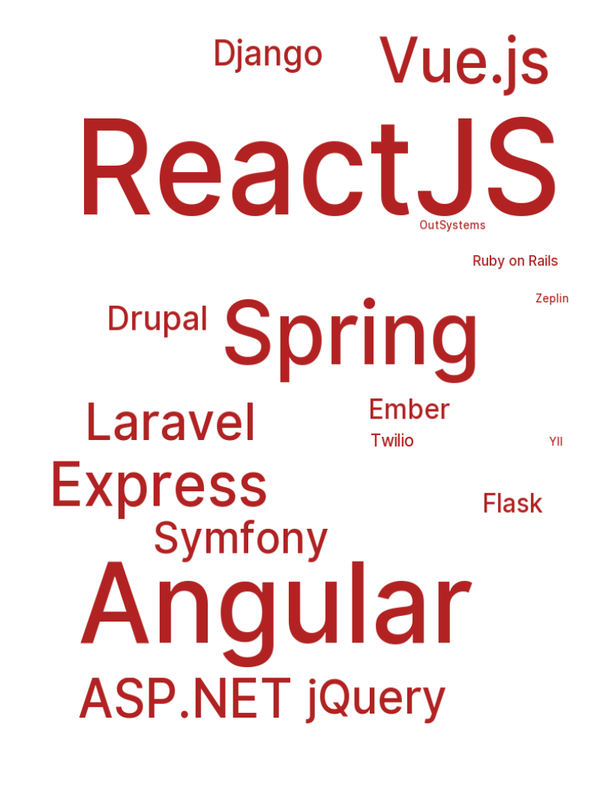 Django
Vue.js
ReactJS
OutSystems
Ruby on Rails
Zeplin
Drupal
Spring
Laravel
Ember
Twilio
YII
Express
Flask
Symfony
Angular
ASP.NET
jQuery